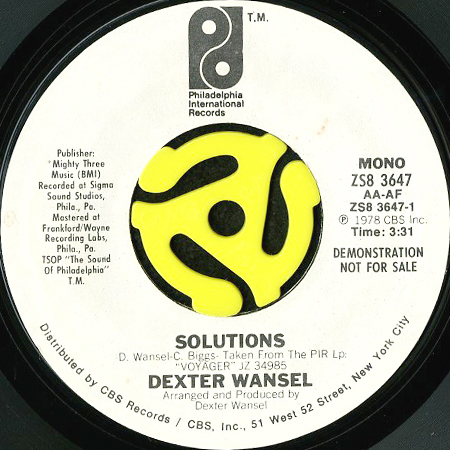 T.M.
Philadelphia
International
Records
Publisher:
*Mighty Three
Music (BMI)
Recorded at Sigma
Sound Studios,
Phila., Pa.
Mastered at
Frankford/Wayne
Recording Labs,
Phila., Pa.
TSOP "The Sound
Of Philadelphia"
T.M.
MONO
ZS8 3647
AA-AF
ZS8 3647-1
Ⓟ 1978 CBS Inc.
Time: 3:31
DEMONSTRATION
NOT FOR SALE
SOLUTIONS
D. Wansel-C. Biggs- Taken From The PIR Lp:
"VOYAGER" JZ 34985
DEXTER WANSEL
Arranged and Produced by
Dexter Wansel
Distributed by CBS Records / CBS, Inc., 51 West 52 Street, New York City